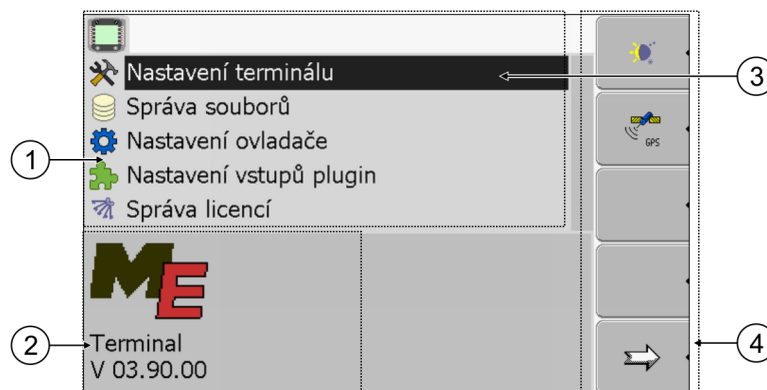 Nastavení terminálu
Správa souborů
Nastavení ovladače
Nastavení vstupů plugin
Správa licencí
ME
Terminal
V 03.90.00
GPS
1
2
3
4